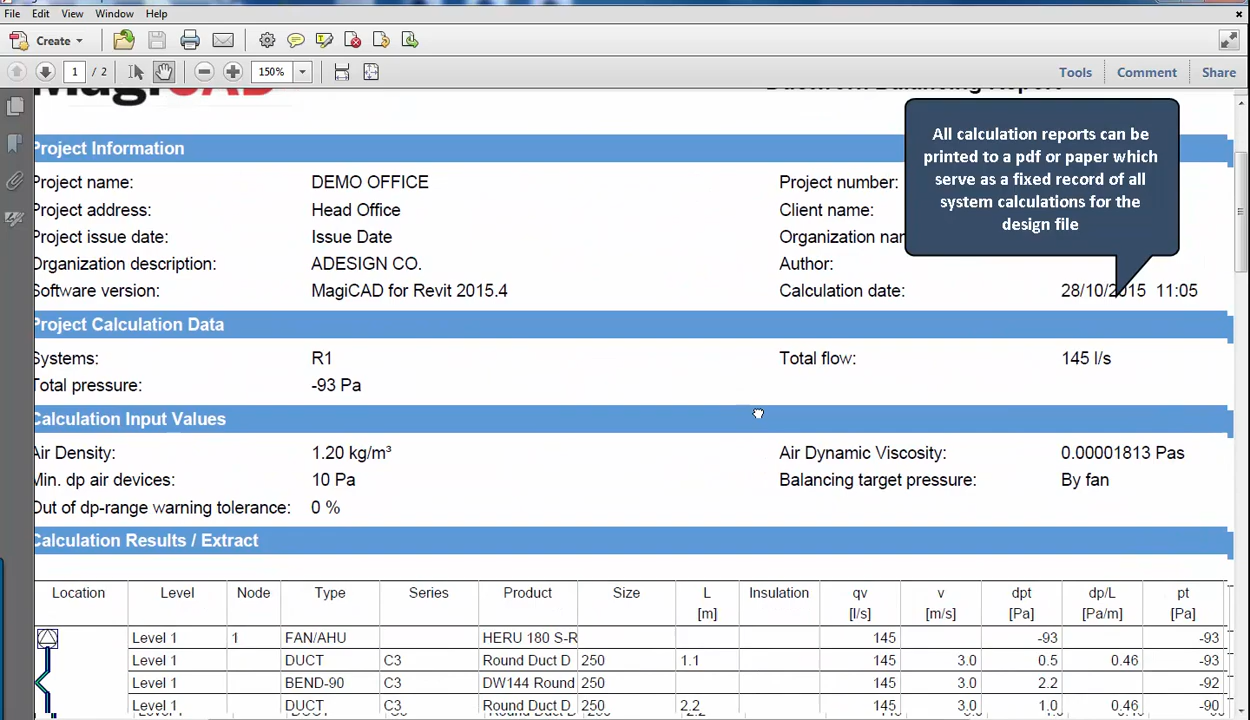 File Edit View Window Help
Create
1 / 2 150% Tools Comment Share
MagiCAD
Ductwork Balancing Report
All calculation reports can be
printed to a pdf or paper which
serve as a fixed record of all
system calculations for the
design file
Project Information
Project name: DEMO OFFICE Project number:
Project address: Head Office Client name:
Project issue date: Issue Date Organization nam
Organization description: ADESIGN CO. Author:
Software version: MagiCAD for Revit 2015.4 Calculation date: 28/10/2015 11:05
Project Calculation Data
Systems: R1 Total flow: 145 l/s
Total pressure: -93 Pa
Calculation Input Values
Air Density: 1.20 kg/m³ Air Dynamic Viscosity: 0.00001813 Pas
Min. dp air devices: 10 Pa Balancing target pressure: By fan
Out of dp-range warning tolerance: 0 %
Calculation Results / Extract
Location Level Node Type Series Product Size L Insulation qv v dpt dp/L pt
[m] [l/s] [m/s] [Pa] [Pa/m] [Pa]
Level 1 1 FAN/AHU HERU 180 S-R 145 -93 -93
Level 1 DUCT C3 Round Duct D 250 1.1 145 3.0 0.5 0.46 -93
Level 1 BEND-90 C3 DW144 Round 250 145 3.0 2.2 -92
Level 1 DUCT C3 Round Duct D 250 2.2 145 3.0 1.0 0.46 -90